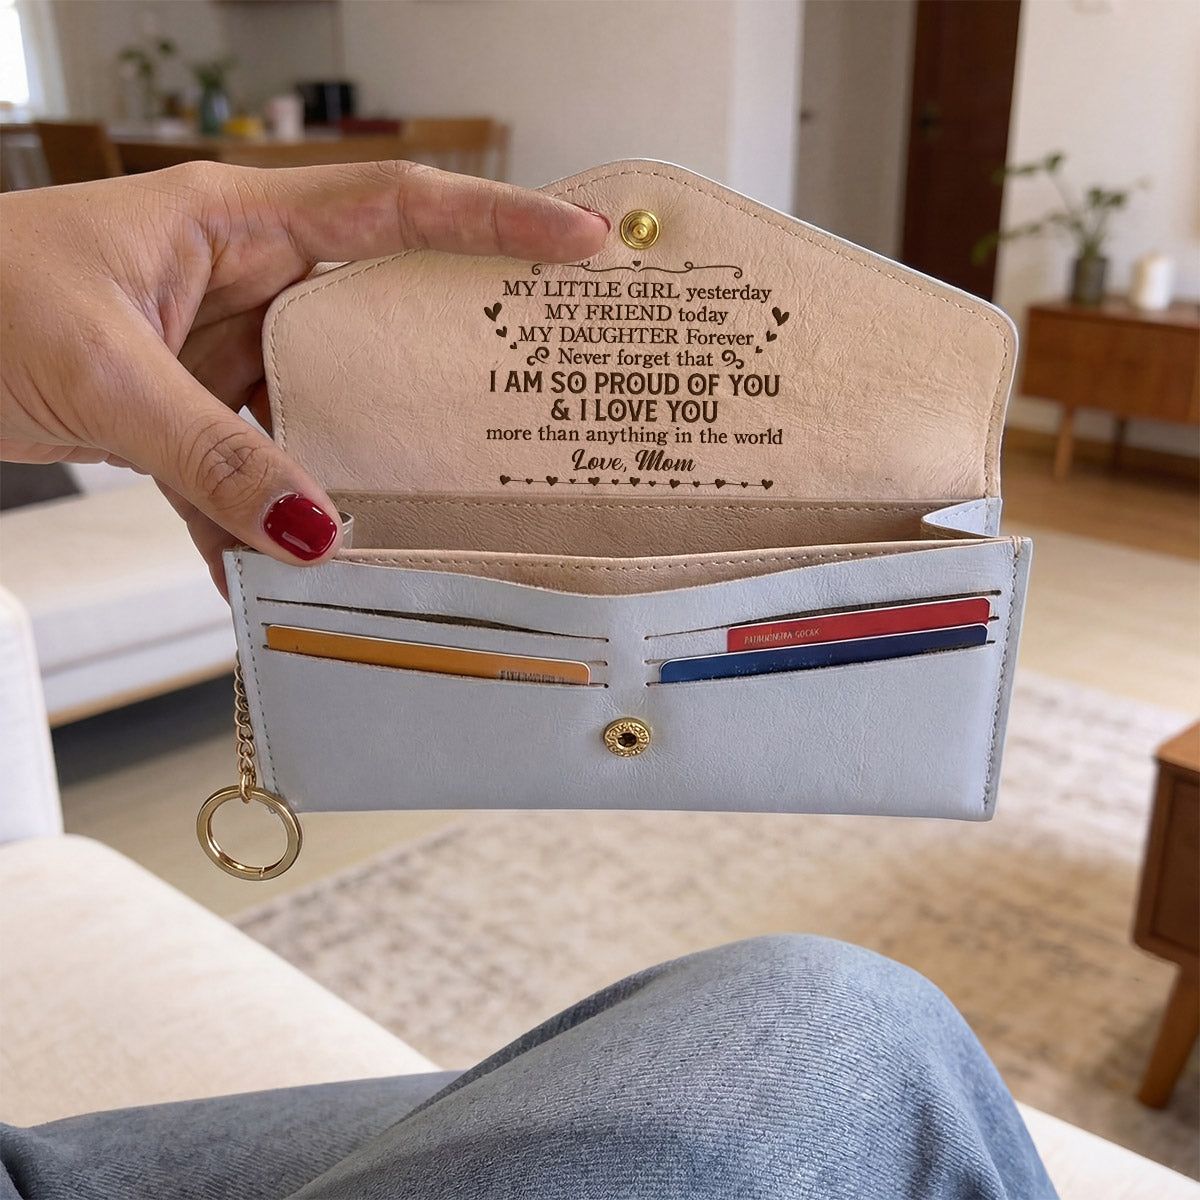 MY LITTLE GIRL yesterday
MY FRIEND today
MY DAUGHTER Forever
Never forget that
I AM SO PROUD OF YOU
& I LOVE YOU
more than anything in the world
Love, Mom